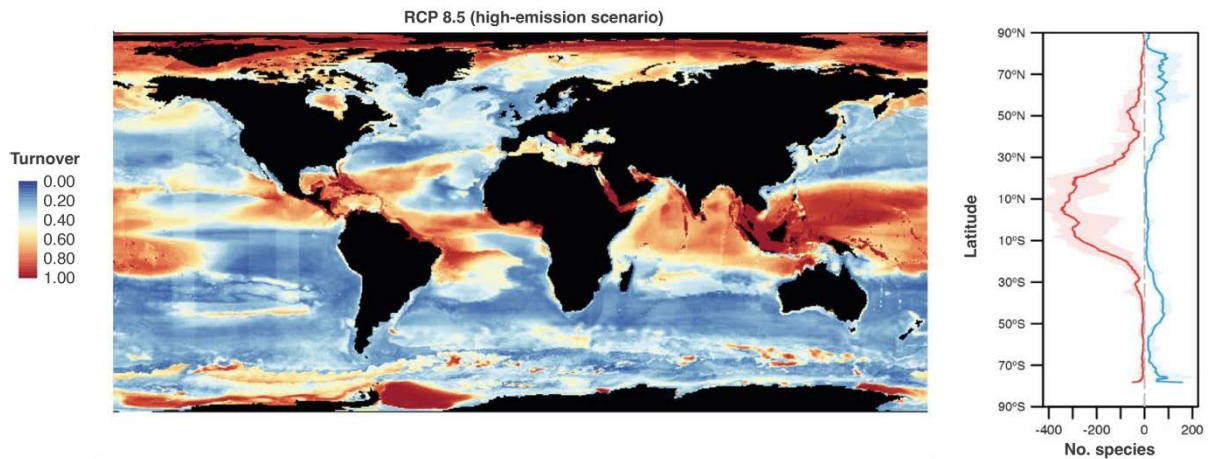 RCP 8.5 (high-emission scenario)
Turnover
0.00
0.20
0.40
0.60
0.80
1.00
Latitude
90ºN
70ºN
50ºN
30ºN
10ºN
10ºS
30ºS
50ºS
70ºS
90ºS
-400 -200 0 200
No. species